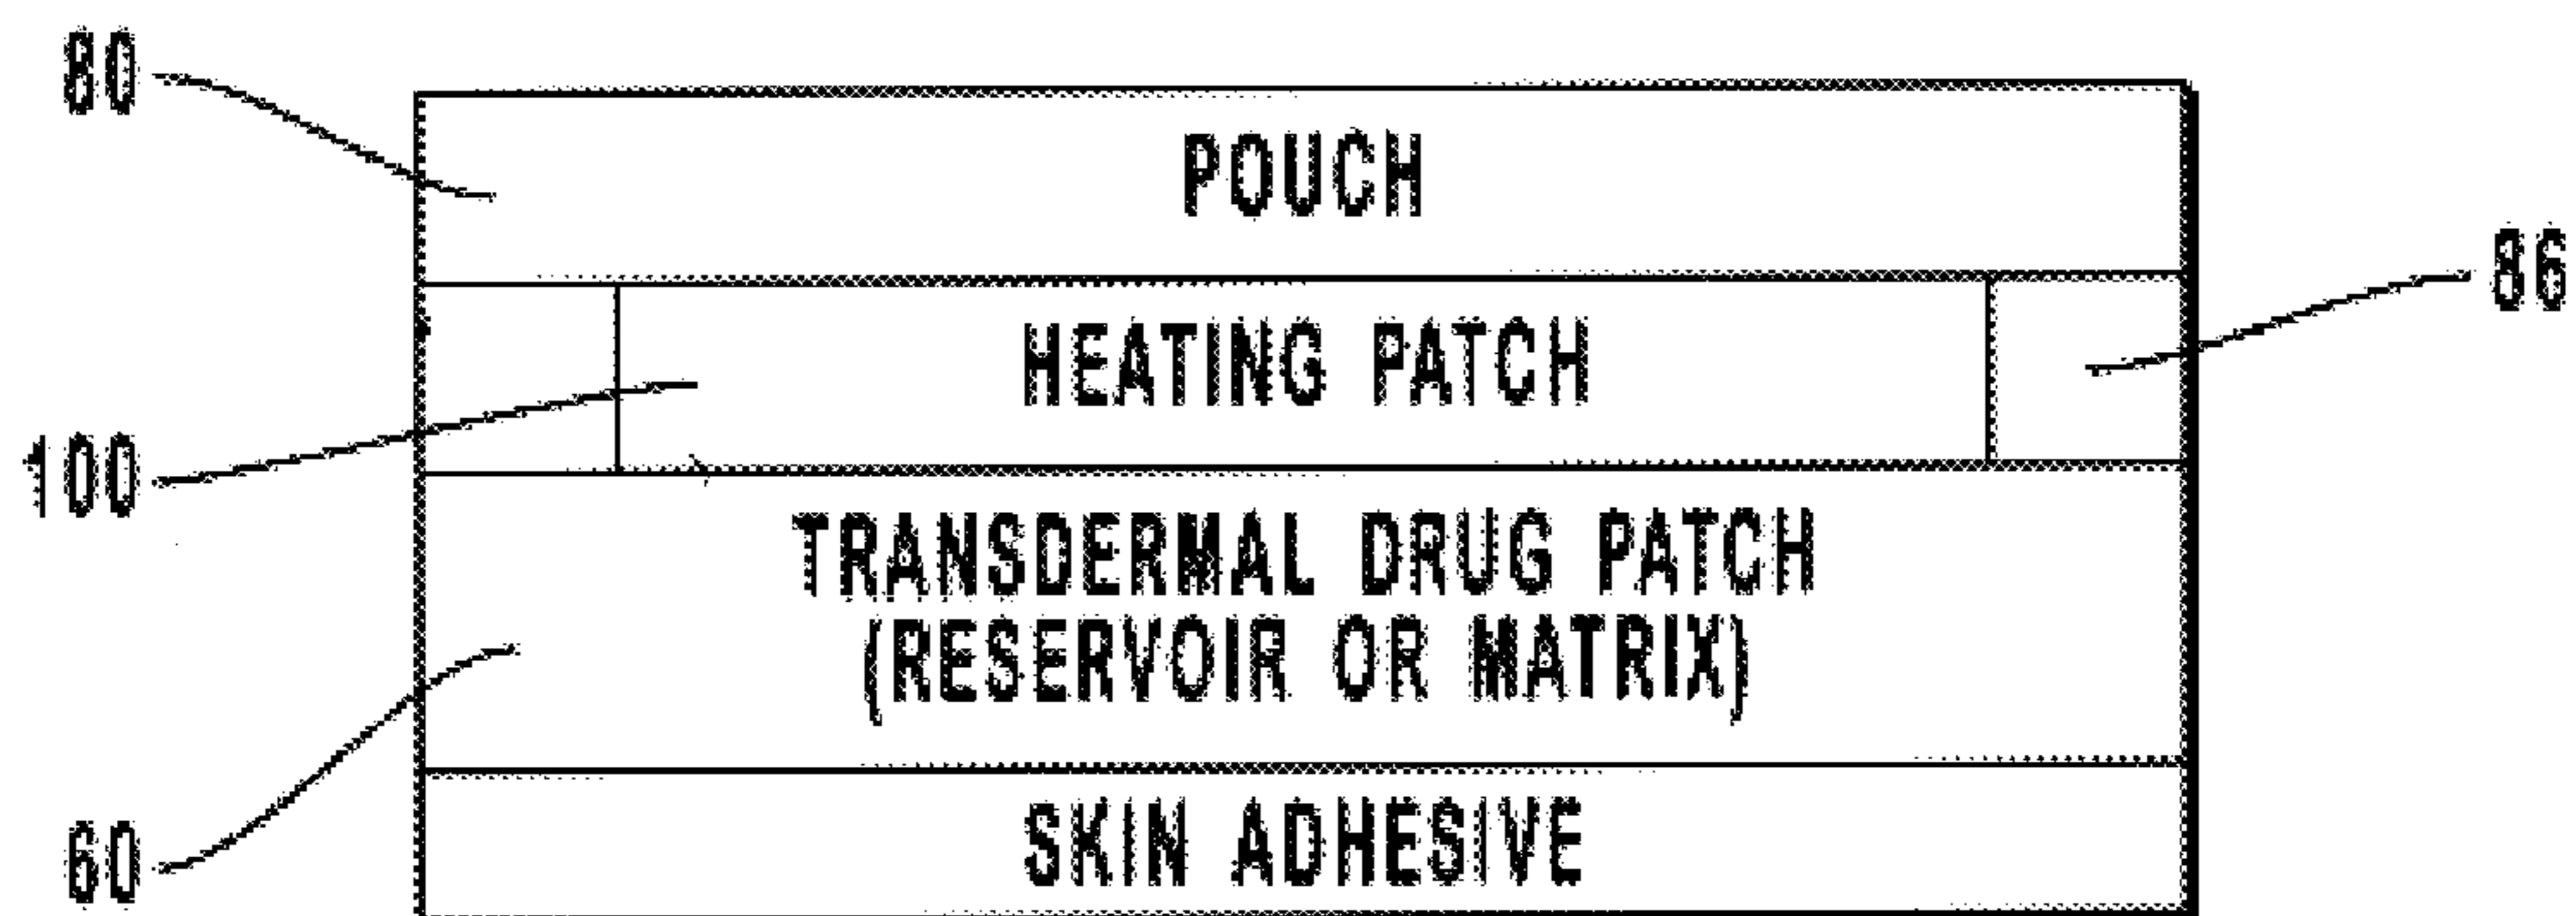 80
POUCH
86
HEATING PATCH
100
TRANSDERMAL DRUG PATCH
(RESERVOIR OR MATRIX)
60
SKIN ADHESIVE